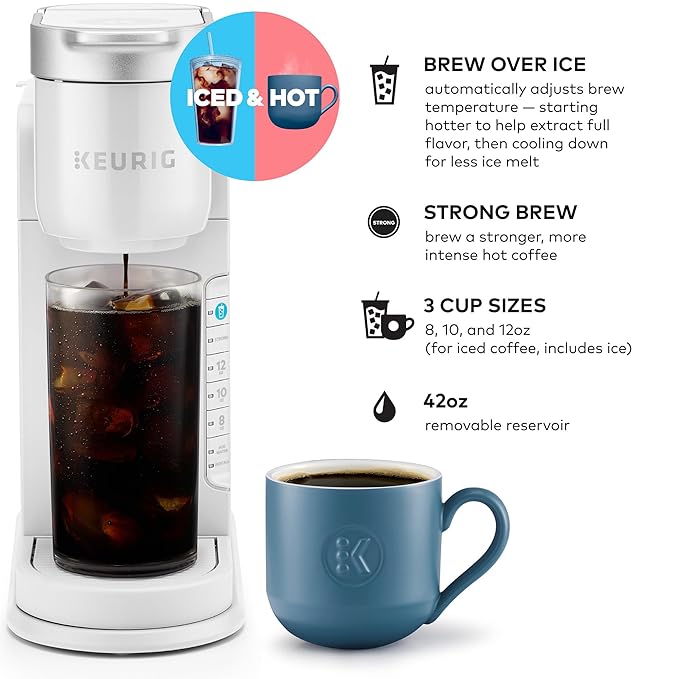 ICED & HOT
KEURIG
BREW OVER ICE
automatically adjusts brew
temperature — starting
hotter to help extract full
flavor, then cooling down
for less ice melt
STRONG
STRONG BREW
brew a stronger, more
intense hot coffee
3 CUP SIZES
8, 10, and 12oz
(for iced coffee, includes ice)
42oz
removable reservoir
12
10
8
K